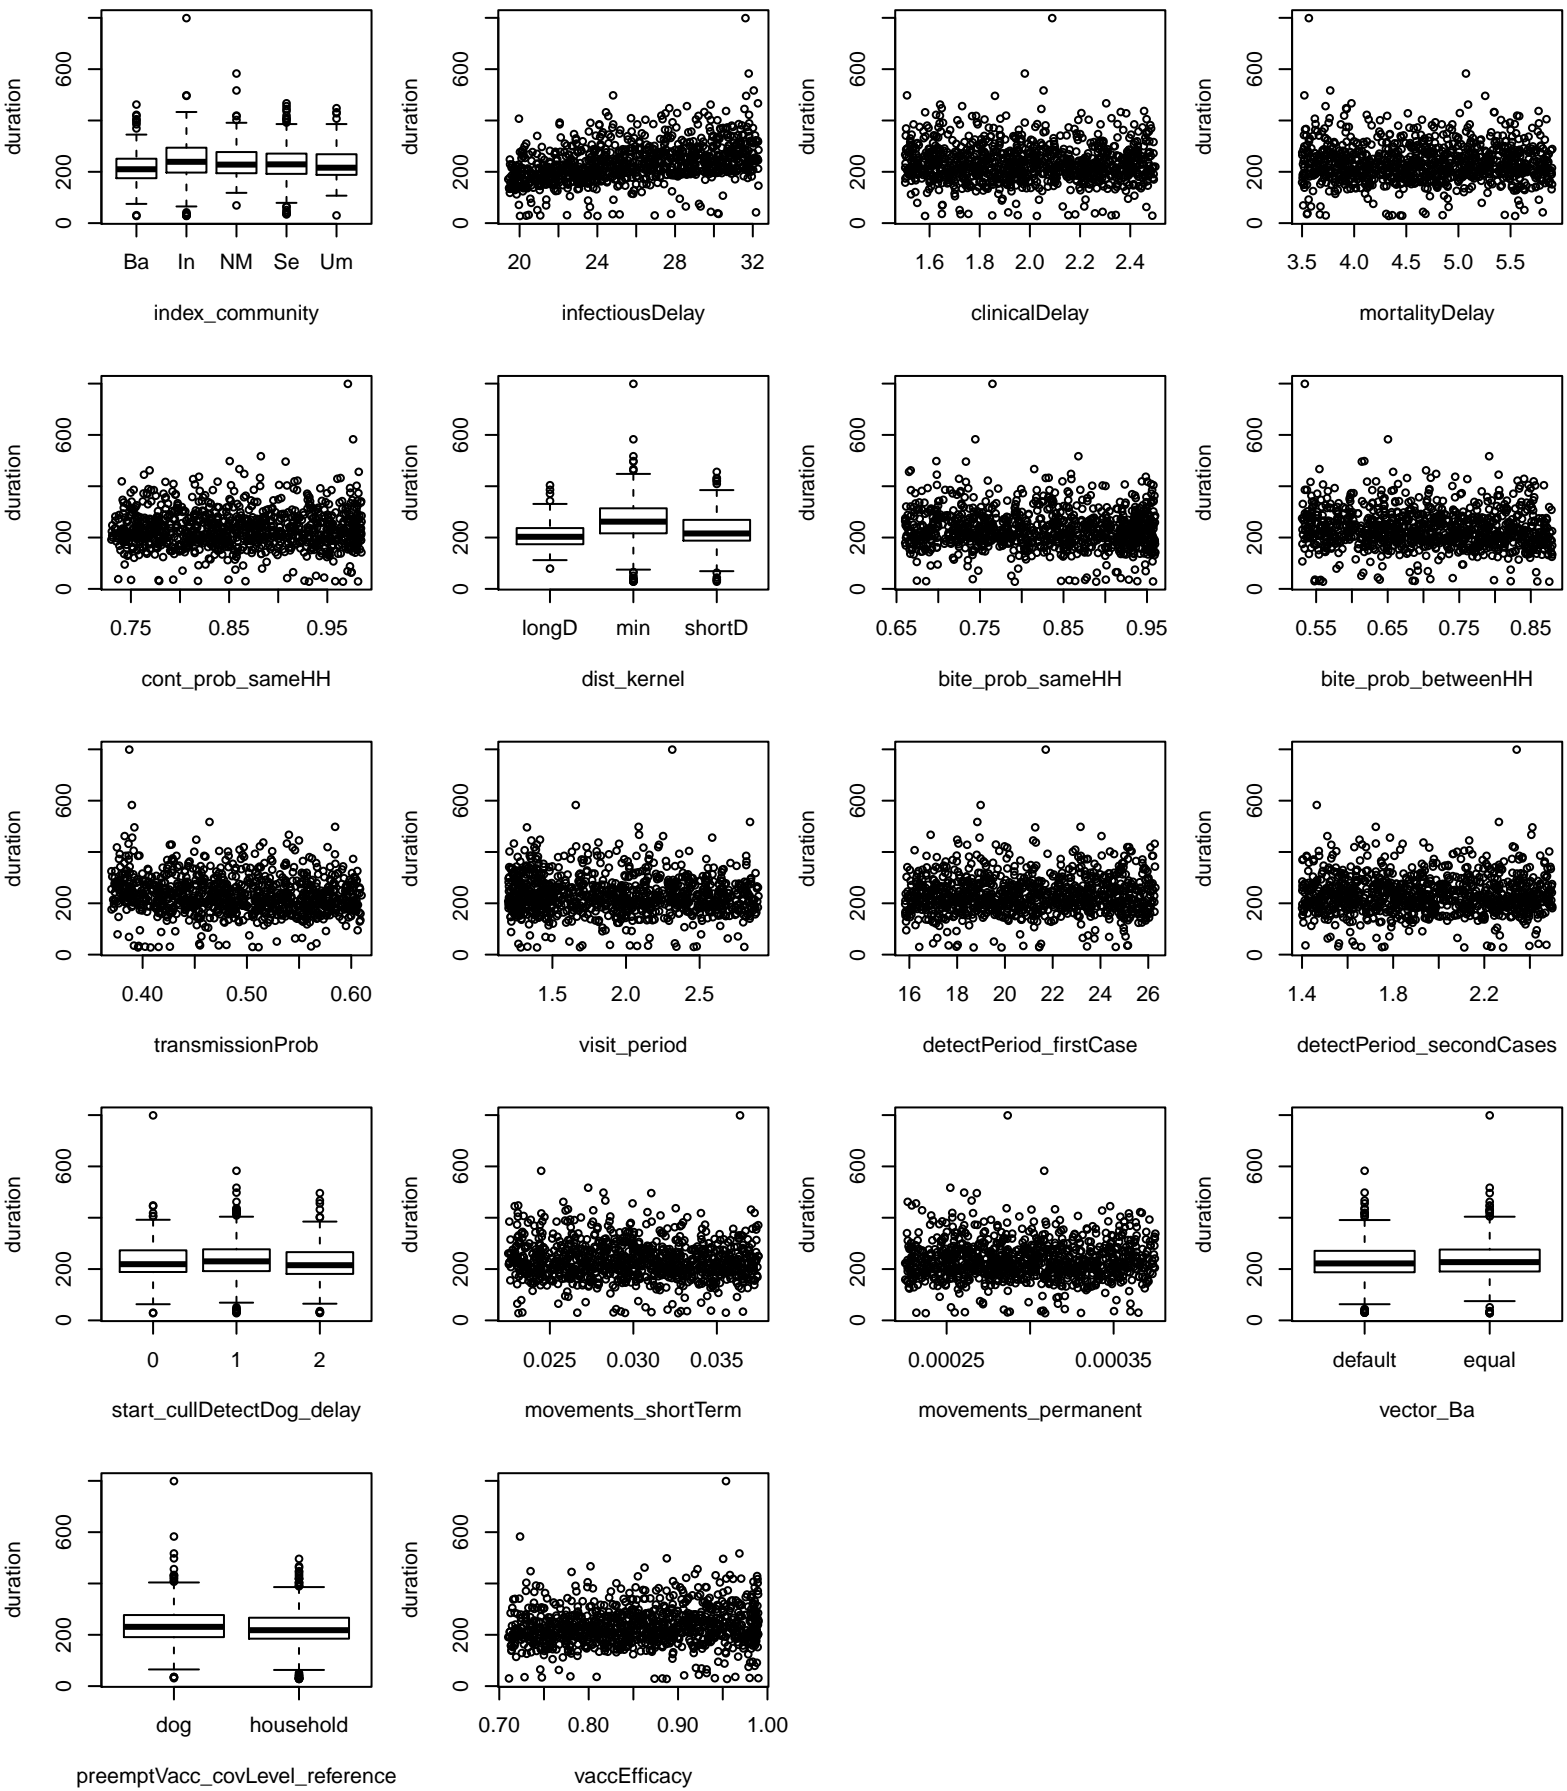 duration
0 200 600
Ba In NM Se Um
index_community
duration
0 200 600
20 24 28 32
infectiousDelay
duration
0 200 600
1.6 1.8 2.0 2.2 2.4
clinicalDelay
duration
0 200 600
3.5 4.0 4.5 5.0 5.5
mortalityDelay
duration
0 200 600
0.75 0.85 0.95
cont_prob_sameHH
duration
0 200 600
longD min shortD
dist_kernel
duration
0 200 600
0.65 0.75 0.85 0.95
bite_prob_sameHH
duration
0 200 600
0.55 0.65 0.75 0.85
bite_prob_betweenHH
duration
0 200 600
0.40 0.50 0.60
transmissionProb
duration
0 200 600
1.5 2.0 2.5
visit_period
duration
0 200 600
16 18 20 22 24 26
detectPeriod_firstCase
duration
0 200 600
1.4 1.8 2.2
detectPeriod_secondCases
duration
0 200 600
0 1 2
start_cullDetectDog_delay
duration
0 200 600
0.025 0.030 0.035
movements_shortTerm
duration
0 200 600
0.00025 0.00035
movements_permanent
duration
0 200 600
default equal
vector_Ba
duration
0 200 600
dog household
preemptVacc_covLevel_reference
duration
0 200 600
0.70 0.80 0.90 1.00
vaccEfficacy